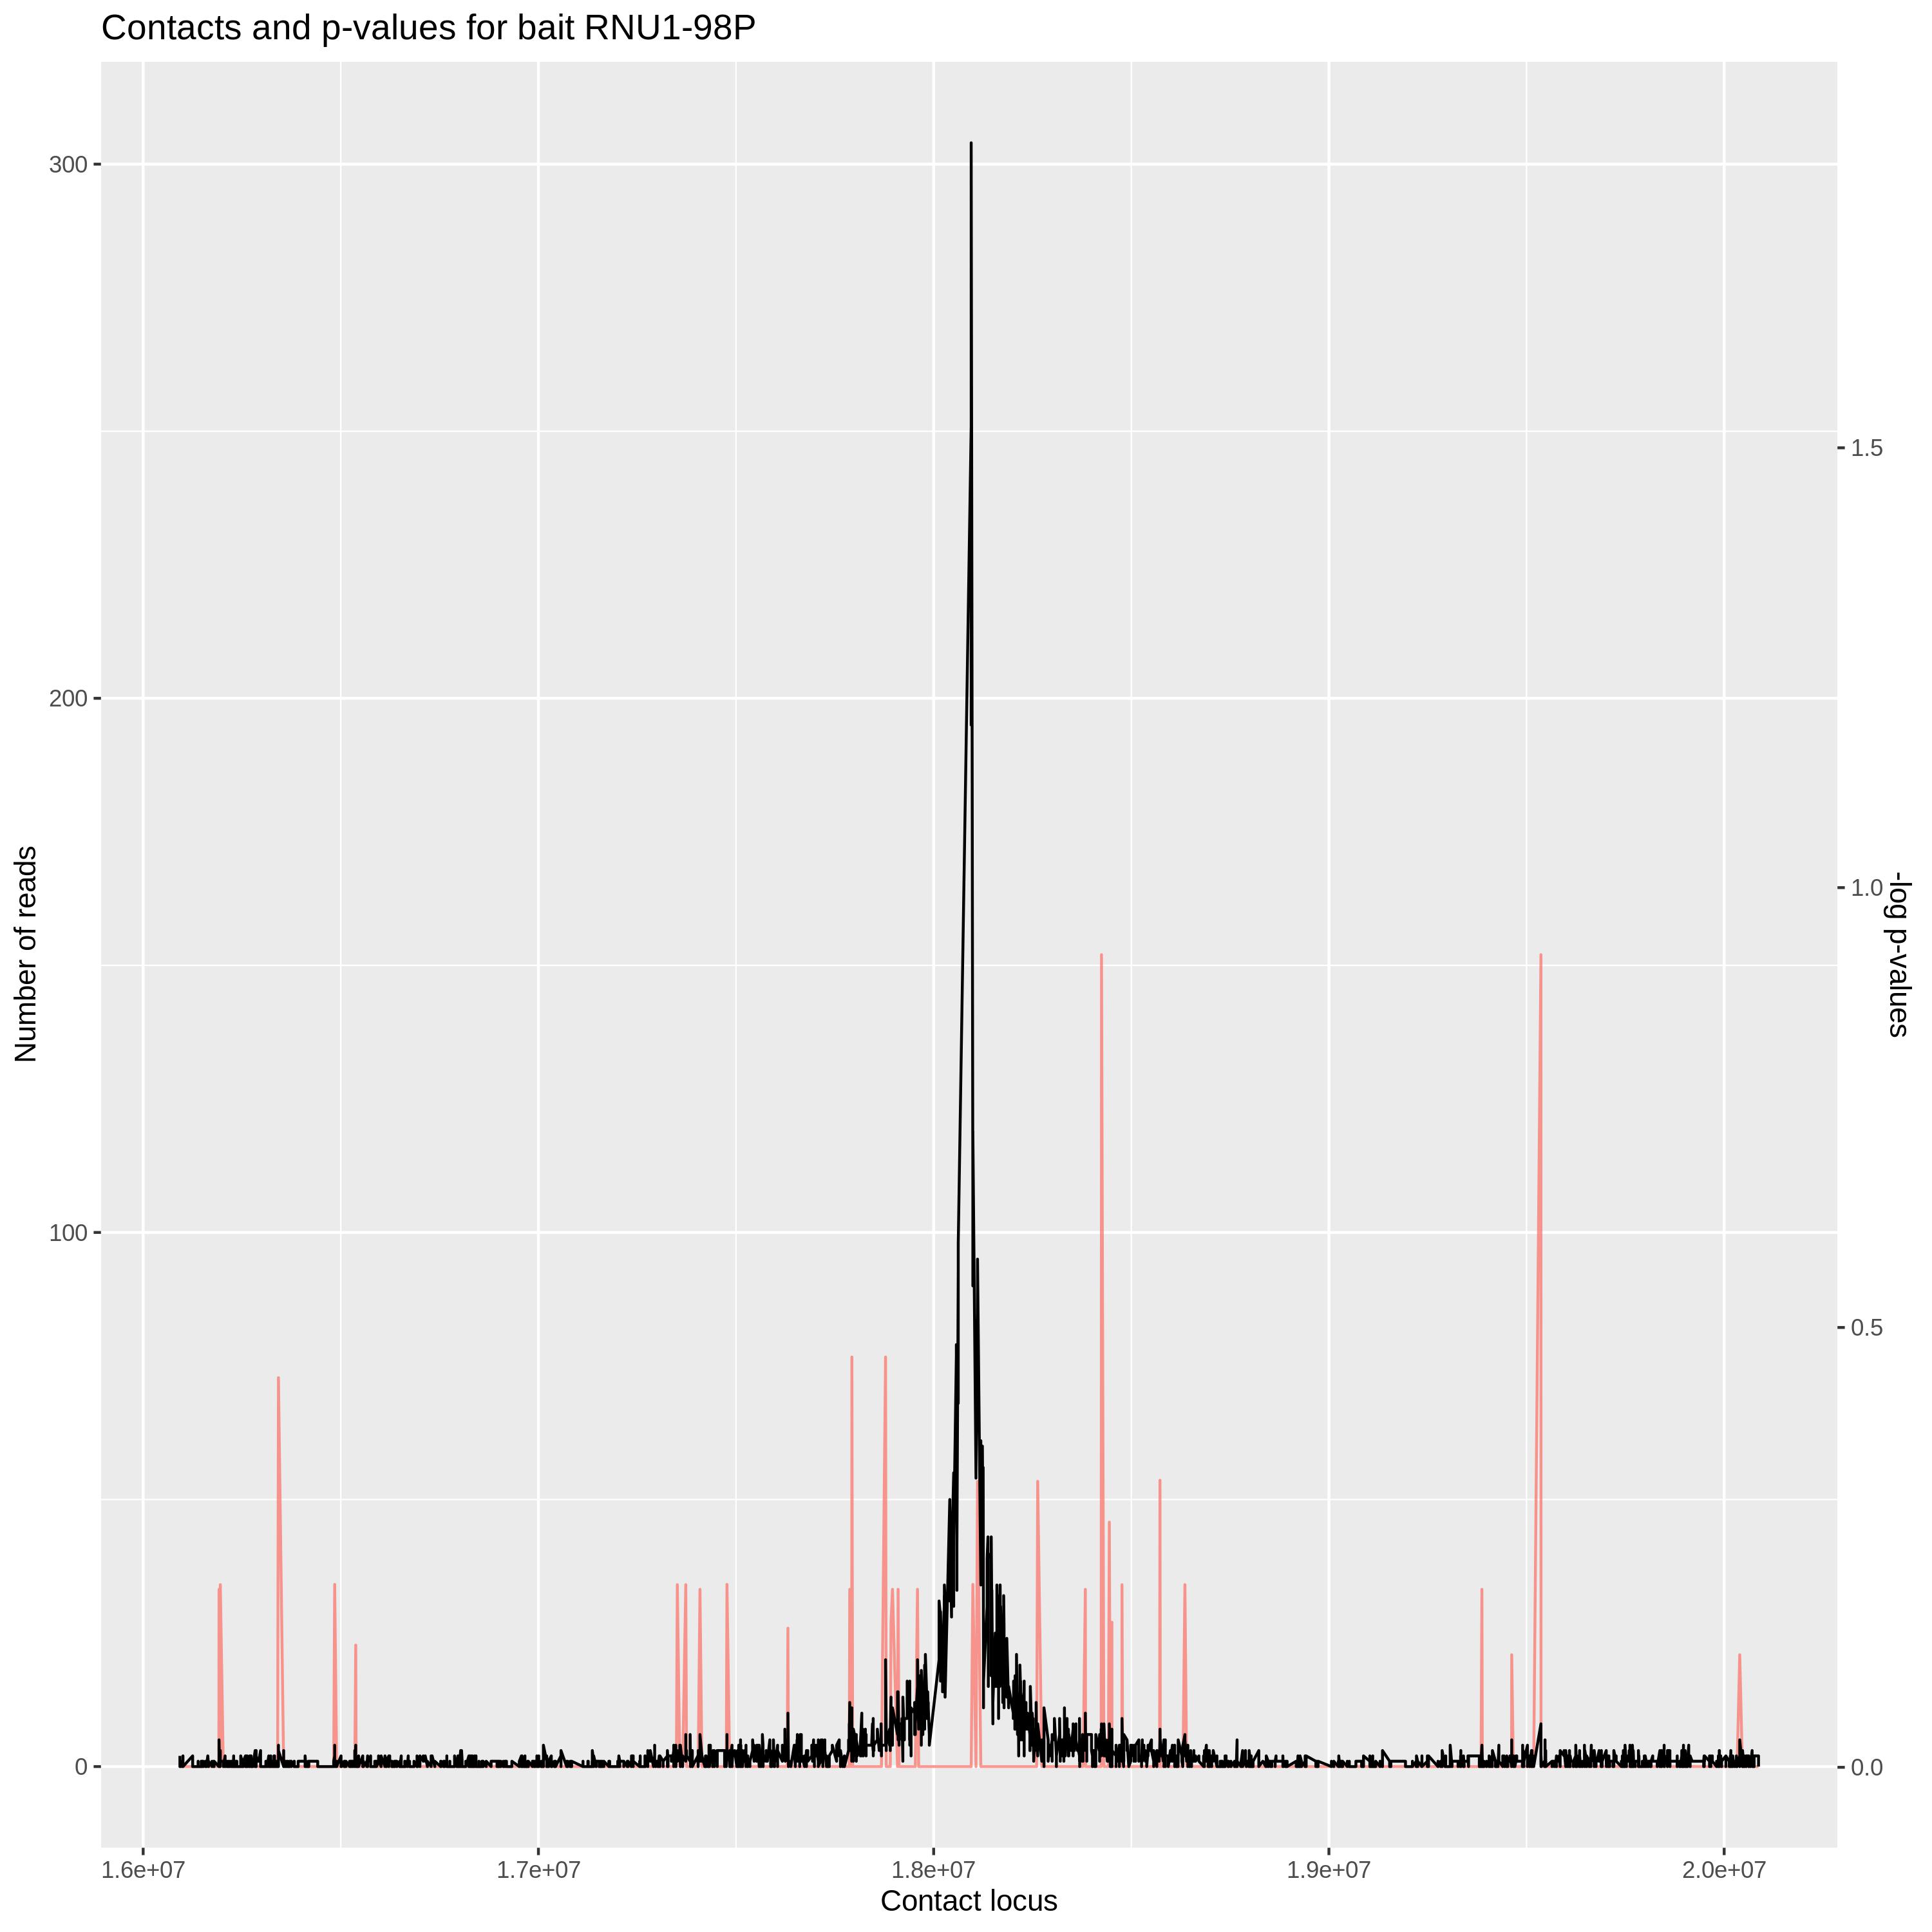 Contacts and p-values for bait RNU1-98P
300
200
100
0
Number of reads
1.5
1.0
0.5
0.0
-log p-values
1.6e+07
1.7e+07
1.8e+07
1.9e+07
2.0e+07
Contact locus